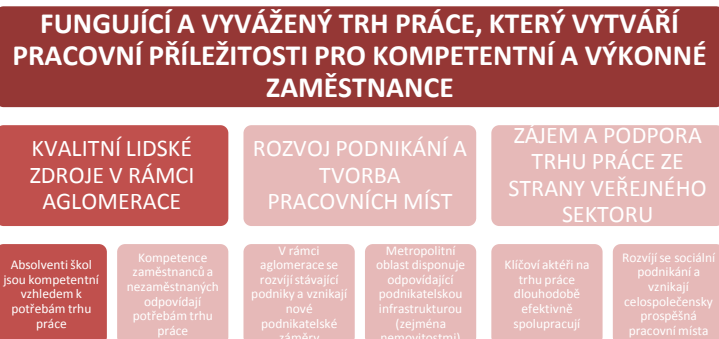 FUNGUJÍCÍ A VYVÁŽENÝ TRH PRÁCE, KTERÝ VYTVÁŘÍ
PRACOVNÍ PŘÍLEŽITOSTI PRO KOMPETENTNÍ A VÝKONNÉ
ZAMĚSTNANCE
KVALITNÍ LIDSKÉ
ZDROJE V RÁMCI
AGLOMERACE
ROZVOJ PODNIKÁNÍ A
TVORBA
PRACOVNÍCH MÍST
ZÁJEM A PODPORA
TRHU PRÁCE ZE
STRANY VEŘEJNÉHO
SEKTORU
Absolventi škol
jsou kompetentní
vzhledem k
potřebám trhu
práce
Kompetence
zaměstnanců a
nezaměstnaných
odpovídají
potřebám trhu
práce
V rámci
aglomerace se
rozvíjí stávající
podniky a vznikají
nové
podnikatelské
záměry
Metropolitní
oblast disponuje
odpovídající
podnikatelskou
infrastrukturou
(zejména
nemovitostmi)
Klíčoví aktéři na
trhu práce
dlouhodobě
efektivně
spolupracují
Rozvíjí se sociální
podnikání a
vznikají
celospolečensky
prospěšná
pracovní místa